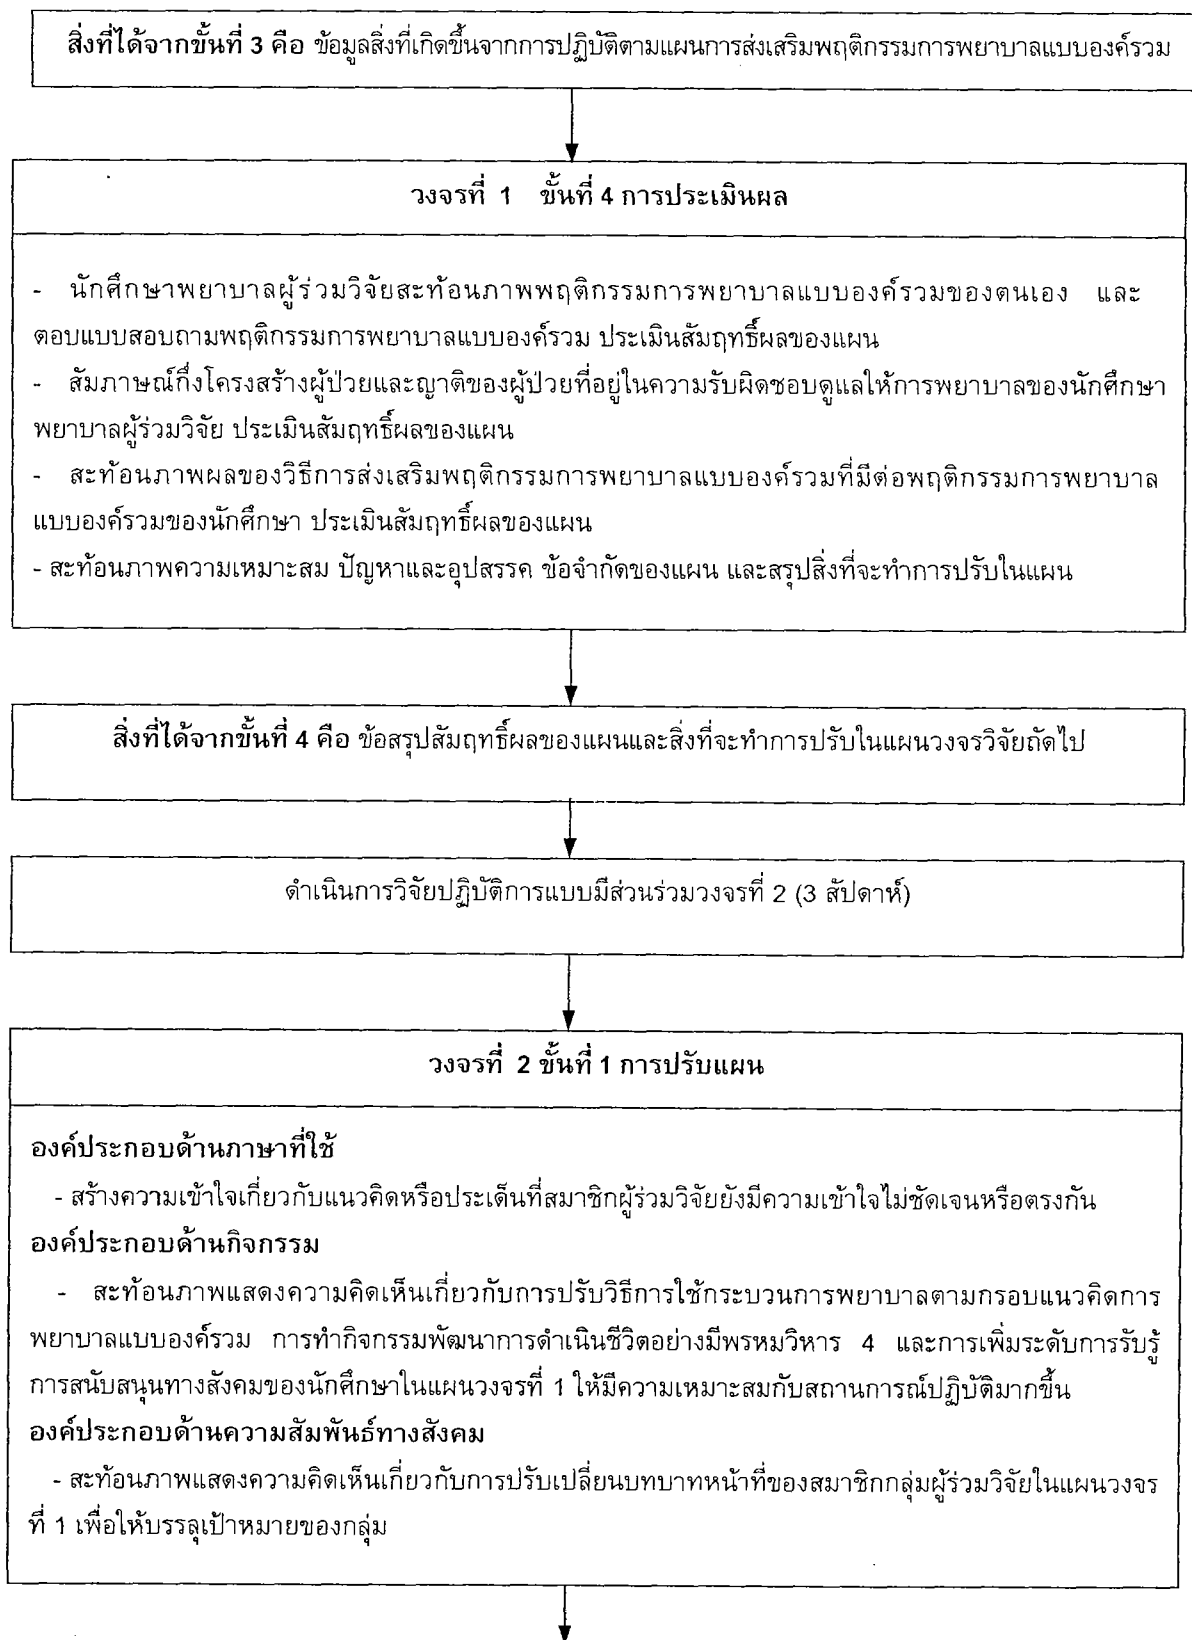 สิ่งที่ได้จากขั้นที่ 3 คือ ข้อมูลสิ่งที่เกิดขึ้นจากการปฏิบัติตามแผนการส่งเสริมพฤติกรรมการพยาบาลแบบองค์รวม
วงจรที่ 1 ขั้นที่ 4 การประเมินผล
- นักศึกษาพยาบาลผู้ร่วมวิจัยสะท้อนภาพพฤติกรรมการพยาบาลแบบองค์รวมของตนเอง และ
ตอบแบบสอบถามพฤติกรรมการพยาบาลแบบองค์รวม ประเมินสัมฤทธิ์ผลของแผน
- สัมภาษณ์กึ่งโครงสร้างผู้ป่วยและญาติของผู้ป่วยที่อยู่ในความรับผิดชอบดูแลให้การพยาบาลของนักศึกษา
พยาบาลผู้ร่วมวิจัย ประเมินสัมฤทธิ์ผลของแผน
- สะท้อนภาพผลของวิธีการส่งเสริมพฤติกรรมการพยาบาลแบบองค์รวมที่มีต่อพฤติกรรมการพยาบาล
แบบองค์รวมของนักศึกษา ประเมินสัมฤทธิ์ผลของแผน
- สะท้อนภาพความเหมาะสม ปัญหาและอุปสรรค ข้อจำกัดของแผน และสรุปสิ่งที่จะทำการปรับในแผน
สิ่งที่ได้จากขั้นที่ 4 คือ ข้อสรุปสัมฤทธิ์ผลของแผนและสิ่งที่จะทำการปรับในแผนวงจรวิจัยถัดไป
ดำเนินการวิจัยปฏิบัติการแบบมีส่วนร่วมวงจรที่ 2 (3 สัปดาห์)
วงจรที่ 2 ขั้นที่ 1 การปรับแผน
องค์ประกอบด้านภาษาที่ใช้
- สร้างความเข้าใจเกี่ยวกับแนวคิดหรือประเด็นที่สมาชิกผู้ร่วมวิจัยยังมีความเข้าใจไม่ชัดเจนหรือตรงกัน
องค์ประกอบด้านกิจกรรม
- สะท้อนภาพแสดงความคิดเห็นเกี่ยวกับการปรับวิธีการใช้กระบวนการพยาบาลตามกรอบแนวคิดการ
พยาบาลแบบองค์รวม การทำกิจกรรมพัฒนาการดำเนินชีวิตอย่างมีพรหมวิหาร 4 และการเพิ่มระดับการรับรู้
การสนับสนุนทางสังคมของนักศึกษาในแผนวงจรที่ 1 ให้มีความเหมาะสมกับสถานการณ์ปฏิบัติมากขึ้น
องค์ประกอบด้านความสัมพันธ์ทางสังคม
- สะท้อนภาพแสดงความคิดเห็นเกี่ยวกับการปรับเปลี่ยนบทบาทหน้าที่ของสมาชิกกลุ่มผู้ร่วมวิจัยในแผนวงจร
ที่ 1 เพื่อให้บรรลุเป้าหมายของกลุ่ม